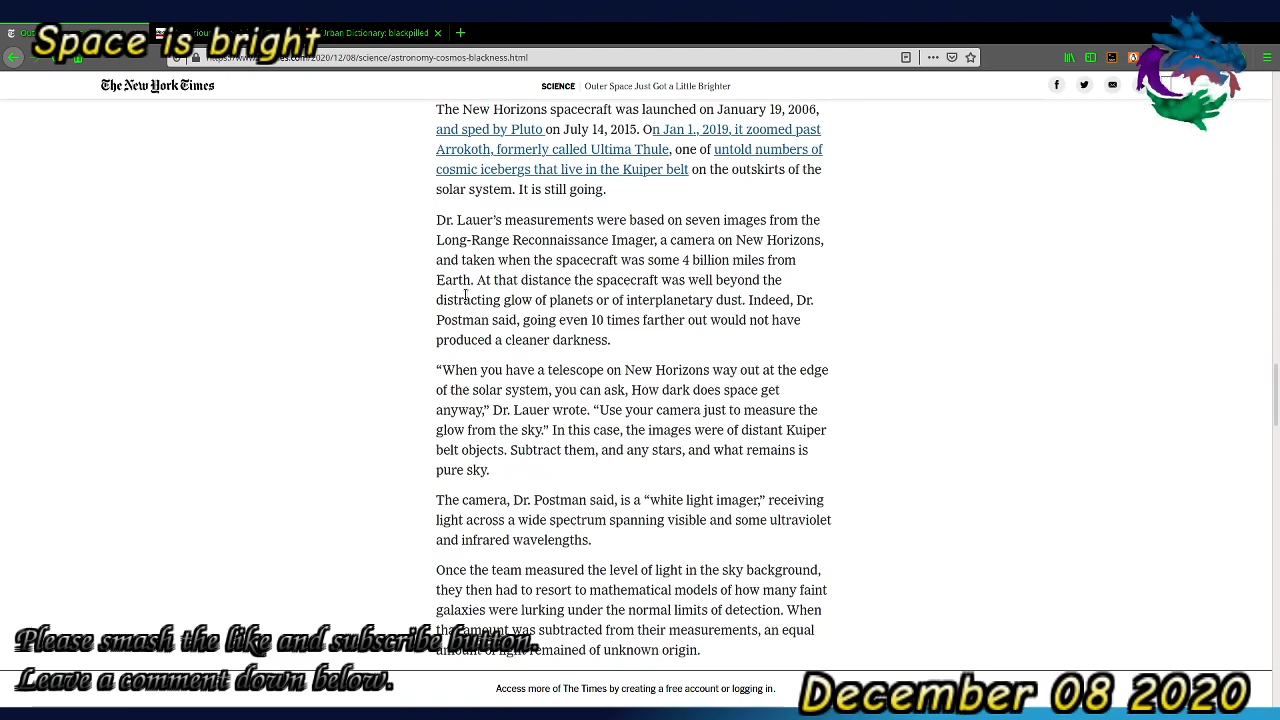 Space is bright
Urban Dictionary: blackpilled
.com/2020/12/08/science/astronomy-cosmos-blackness.html
The New York Times
SCIENCE | Outer Space Just Got a Little Brighter
The New Horizons spacecraft was launched on January 19, 2006,
and sped by Pluto on July 14, 2015. On Jan 1., 2019, it zoomed past
Arrokoth, formerly called Ultima Thule, one of untold numbers of
cosmic icebergs that live in the Kuiper belt on the outskirts of the
solar system. It is still going.
Dr. Lauer’s measurements were based on seven images from the
Long-Range Reconnaissance Imager, a camera on New Horizons,
and taken when the spacecraft was some 4 billion miles from
Earth. At that distance the spacecraft was well beyond the
distracting glow of planets or of interplanetary dust. Indeed, Dr.
Postman said, going even 10 times farther out would not have
produced a cleaner darkness.
“When you have a telescope on New Horizons way out at the edge
of the solar system, you can ask, How dark does space get
anyway,” Dr. Lauer wrote. “Use your camera just to measure the
glow from the sky.” In this case, the images were of distant Kuiper
belt objects. Subtract them, and any stars, and what remains is
pure sky.
The camera, Dr. Postman said, is a “white light imager,” receiving
light across a wide spectrum spanning visible and some ultraviolet
and infrared wavelengths.
Once the team measured the level of light in the sky background,
they then had to resort to mathematical models of how many faint
galaxies were lurking under the normal limits of detection. When
that amount was subtracted from their measurements, an equal
amount of light remained of unknown origin.
Please smash the like and subscribe button.
Leave a comment down below.
Access more of The Times by creating a free account or logging in.
December 08 2020